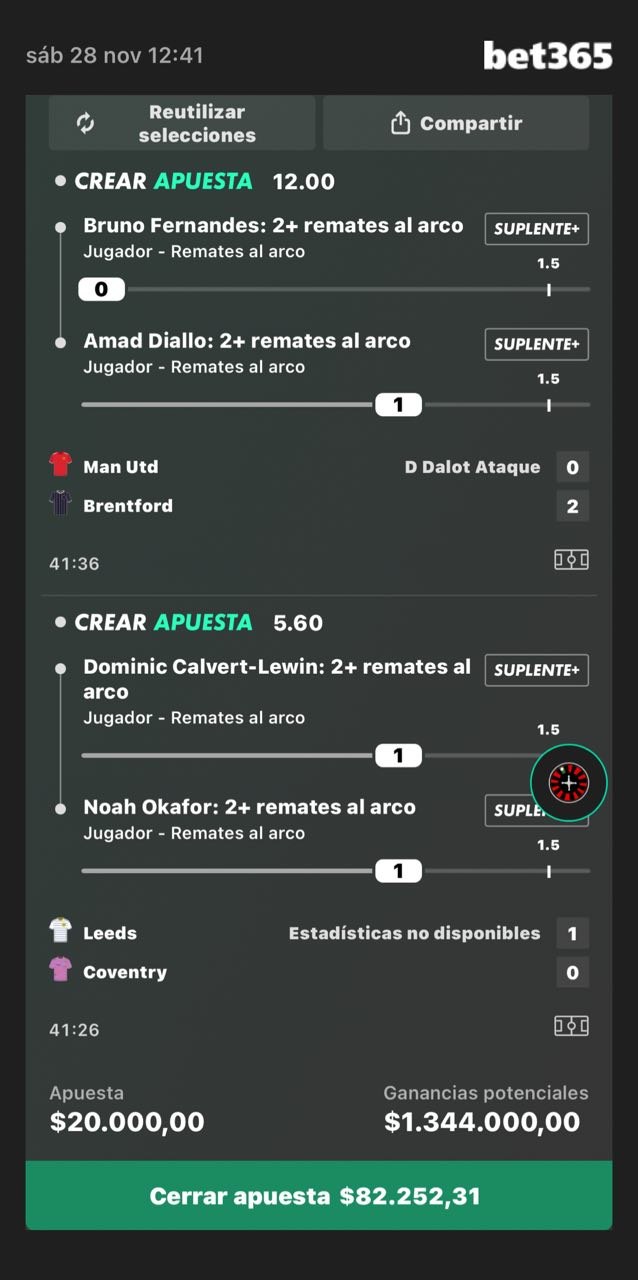 sáb 28 nov 12:41
bet365
Reutilizar
selecciones
Compartir
CREAR APUESTA 12.00
Bruno Fernandes: 2+ remates al arco
SUPLENTE+
Jugador - Remates al arco
1.5
0
Amad Diallo: 2+ remates al arco
SUPLENTE+
Jugador - Remates al arco
1.5
1
Man Utd D Dalot Ataque 0
Brentford 2
41:36
CREAR APUESTA 5.60
Dominic Calvert-Lewin: 2+ remates al
arco
SUPLENTE+
Jugador - Remates al arco
1.5
1
Noah Okafor: 2+ remates al arco
Jugador - Remates al arco
1.5
1
Leeds Estadísticas no disponibles 1
Coventry 0
41:26
Apuesta Ganancias potenciales
$20.000,00 $1.344.000,00
Cerrar apuesta $82.252,31